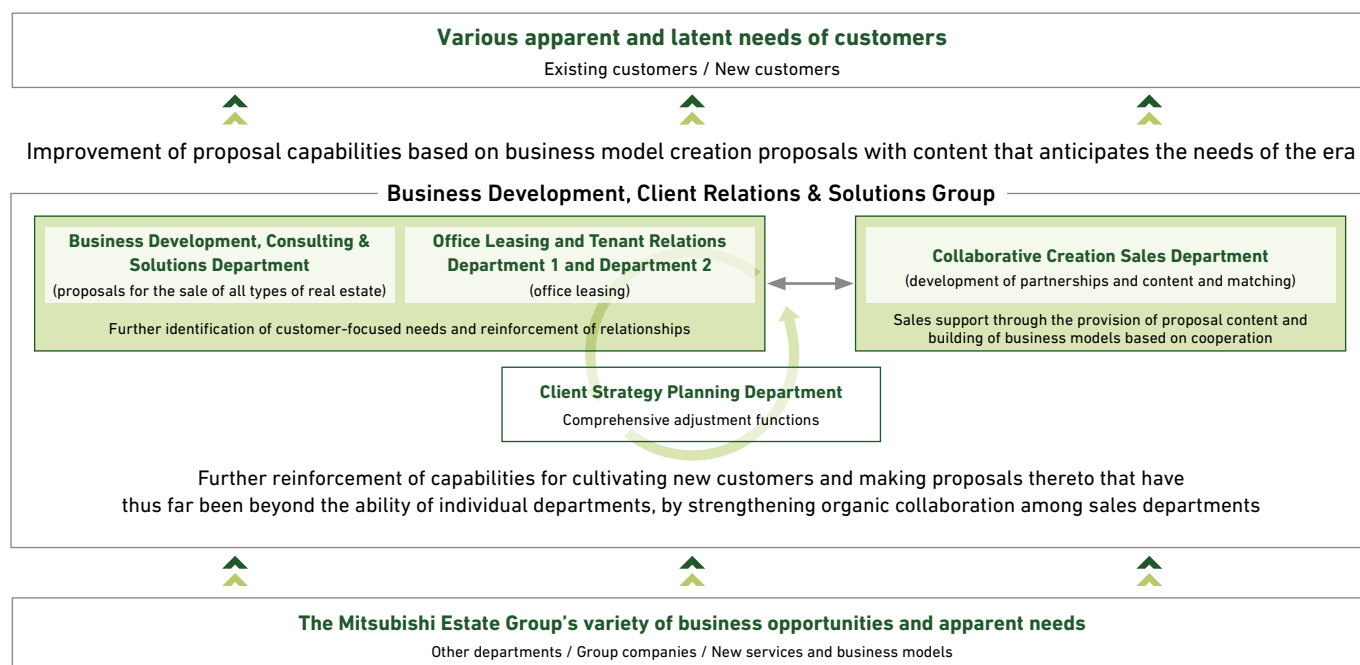 Various apparent and latent needs of customers
Existing customers / New customers
Improvement of proposal capabilities based on business model creation proposals with content that anticipates the needs of the era
Business Development, Client Relations & Solutions Group
Business Development, Consulting &
Solutions Department
(proposals for the sale of all types of real estate)
Office Leasing and Tenant Relations
Department 1 and Department 2
(office leasing)
Further identification of customer-focused needs and reinforcement of relationships
Collaborative Creation Sales Department
(development of partnerships and content and matching)
Sales support through the provision of proposal content and
building of business models based on cooperation
Client Strategy Planning Department
Comprehensive adjustment functions
Further reinforcement of capabilities for cultivating new customers and making proposals thereto that have
thus far been beyond the ability of individual departments, by strengthening organic collaboration among sales departments
The Mitsubishi Estate Group’s variety of business opportunities and apparent needs
Other departments / Group companies / New services and business models